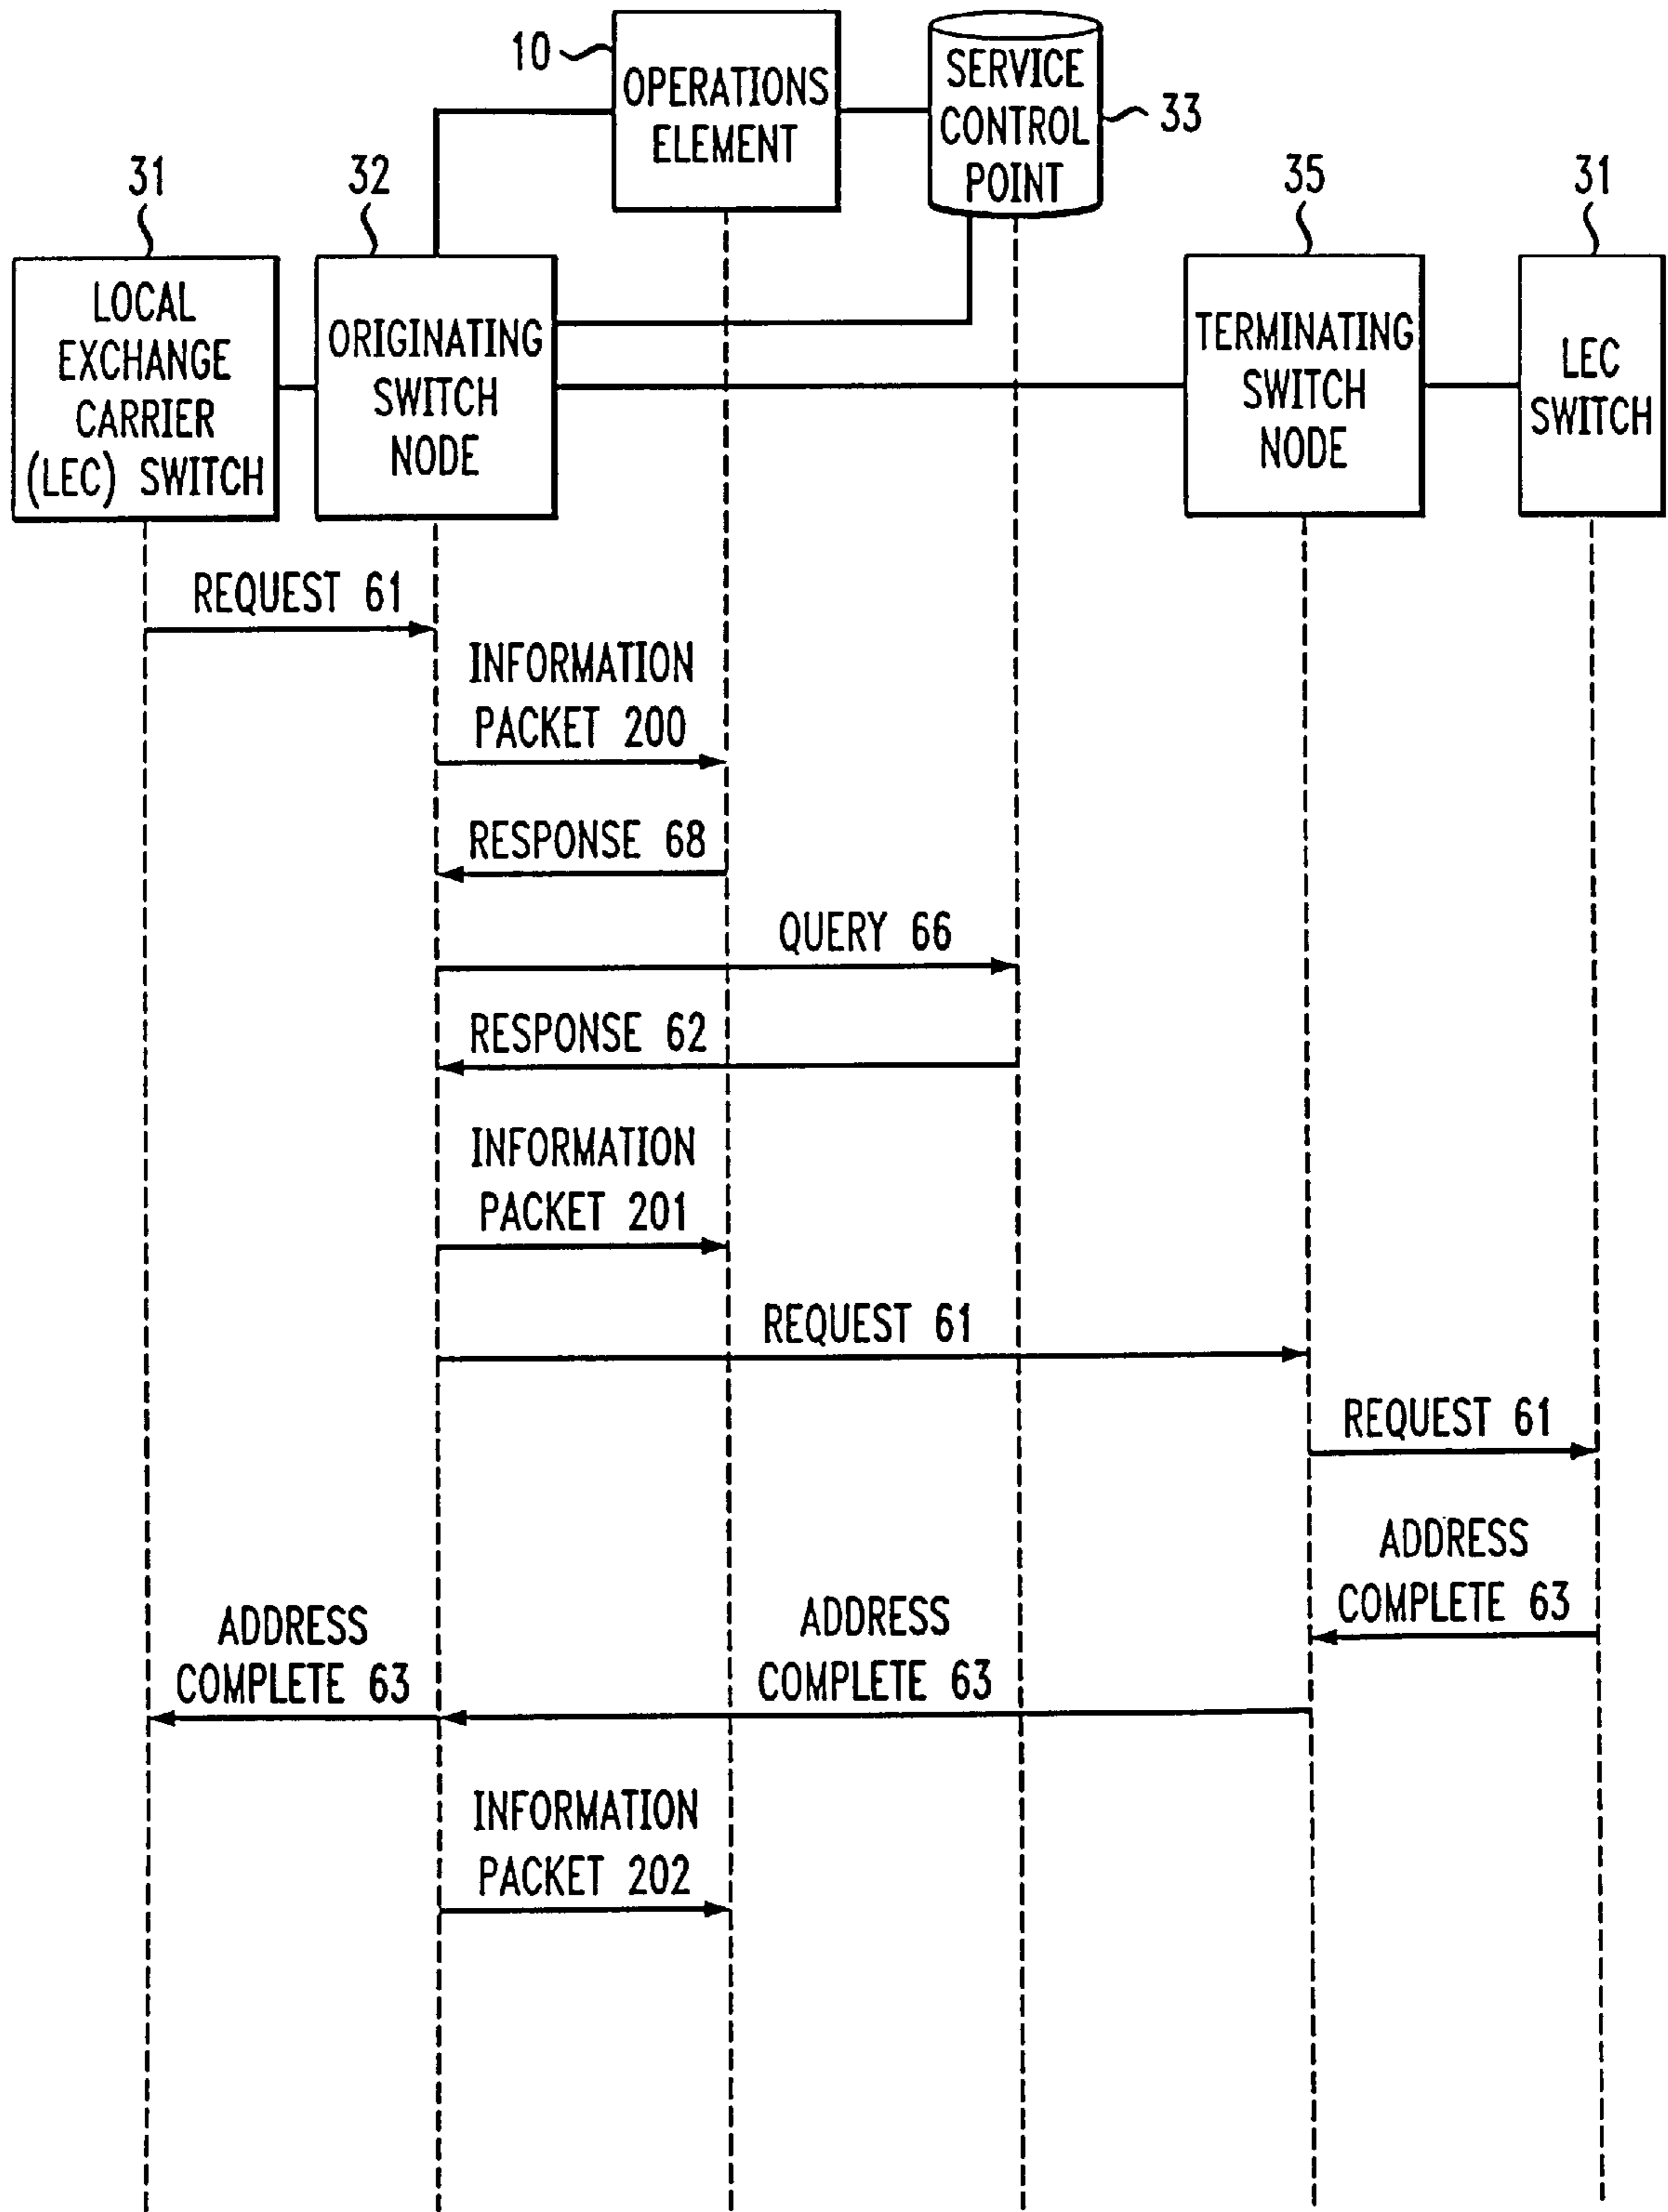 10
OPERATIONS
ELEMENT
SERVICE
CONTROL
POINT
33
31
32
35
31
LOCAL
EXCHANGE
CARRIER
(LEC) SWITCH
ORIGINATING
SWITCH
NODE
TERMINATING
SWITCH
NODE
LEC
SWITCH
REQUEST 61
INFORMATION
PACKET 200
RESPONSE 68
QUERY 66
RESPONSE 62
INFORMATION
PACKET 201
REQUEST 61
REQUEST 61
ADDRESS
COMPLETE 63
ADDRESS
COMPLETE 63
ADDRESS
COMPLETE 63
INFORMATION
PACKET 202